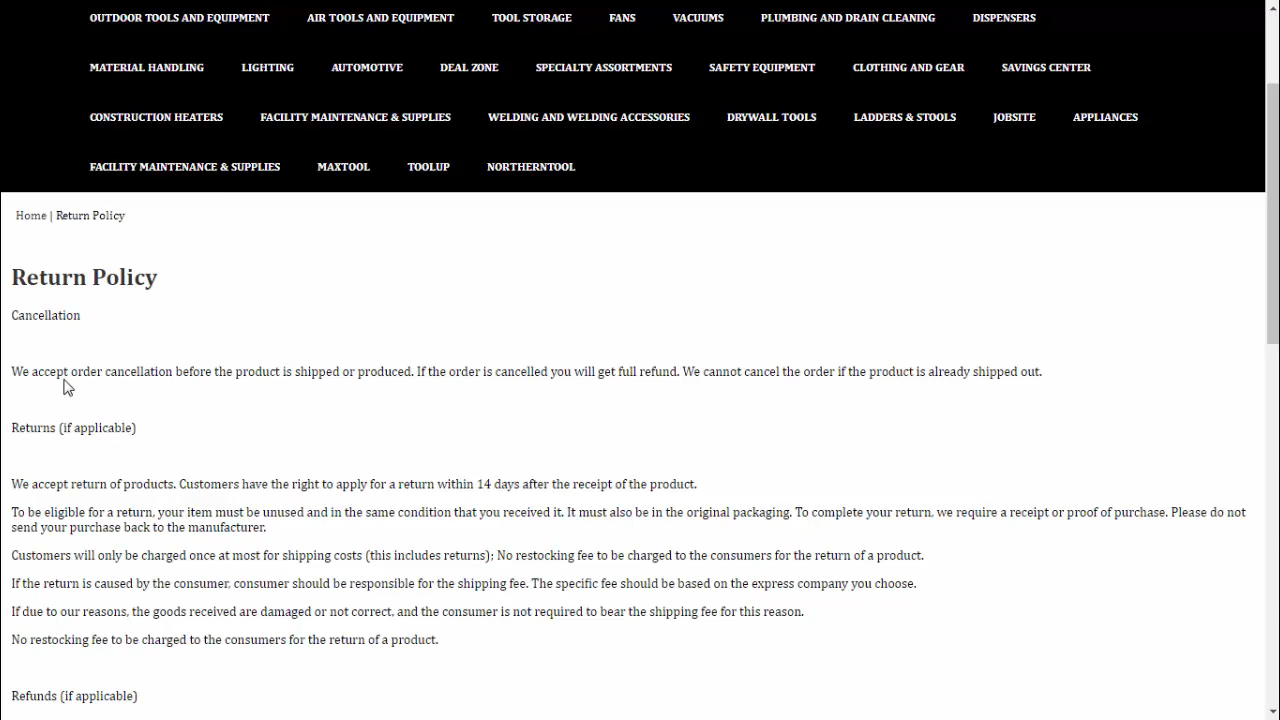 OUTDOOR TOOLS AND EQUIPMENT AIR TOOLS AND EQUIPMENT TOOL STORAGE FANS VACUUMS PLUMBING AND DRAIN CLEANING DISPENSERS
MATERIAL HANDLING LIGHTING AUTOMOTIVE DEAL ZONE SPECIALTY ASSORTMENTS SAFETY EQUIPMENT CLOTHING AND GEAR SAVINGS CENTER
CONSTRUCTION HEATERS FACILITY MAINTENANCE & SUPPLIES WELDING AND WELDING ACCESSORIES DRYWALL TOOLS LADDERS & STOOLS JOBSITE APPLIANCES
FACILITY MAINTENANCE & SUPPLIES MAXTOOL TOOLUP NORTHERNTOOL
Home | Return Policy
Return Policy
Cancellation
We accept order cancellation before the product is shipped or produced. If the order is cancelled you will get full refund. We cannot cancel the order if the product is already shipped out.
Returns (if applicable)
We accept return of products. Customers have the right to apply for a return within 14 days after the receipt of the product.
To be eligible for a return, your item must be unused and in the same condition that you received it. It must also be in the original packaging. To complete your return, we require a receipt or proof of purchase. Please do not
send your purchase back to the manufacturer.
Customers will only be charged once at most for shipping costs (this includes returns); No restocking fee to be charged to the consumers for the return of a product.
If the return is caused by the consumer, consumer should be responsible for the shipping fee. The specific fee should be based on the express company you choose.
If due to our reasons, the goods received are damaged or not correct, and the consumer is not required to bear the shipping fee for this reason.
No restocking fee to be charged to the consumers for the return of a product.
Refunds (if applicable)